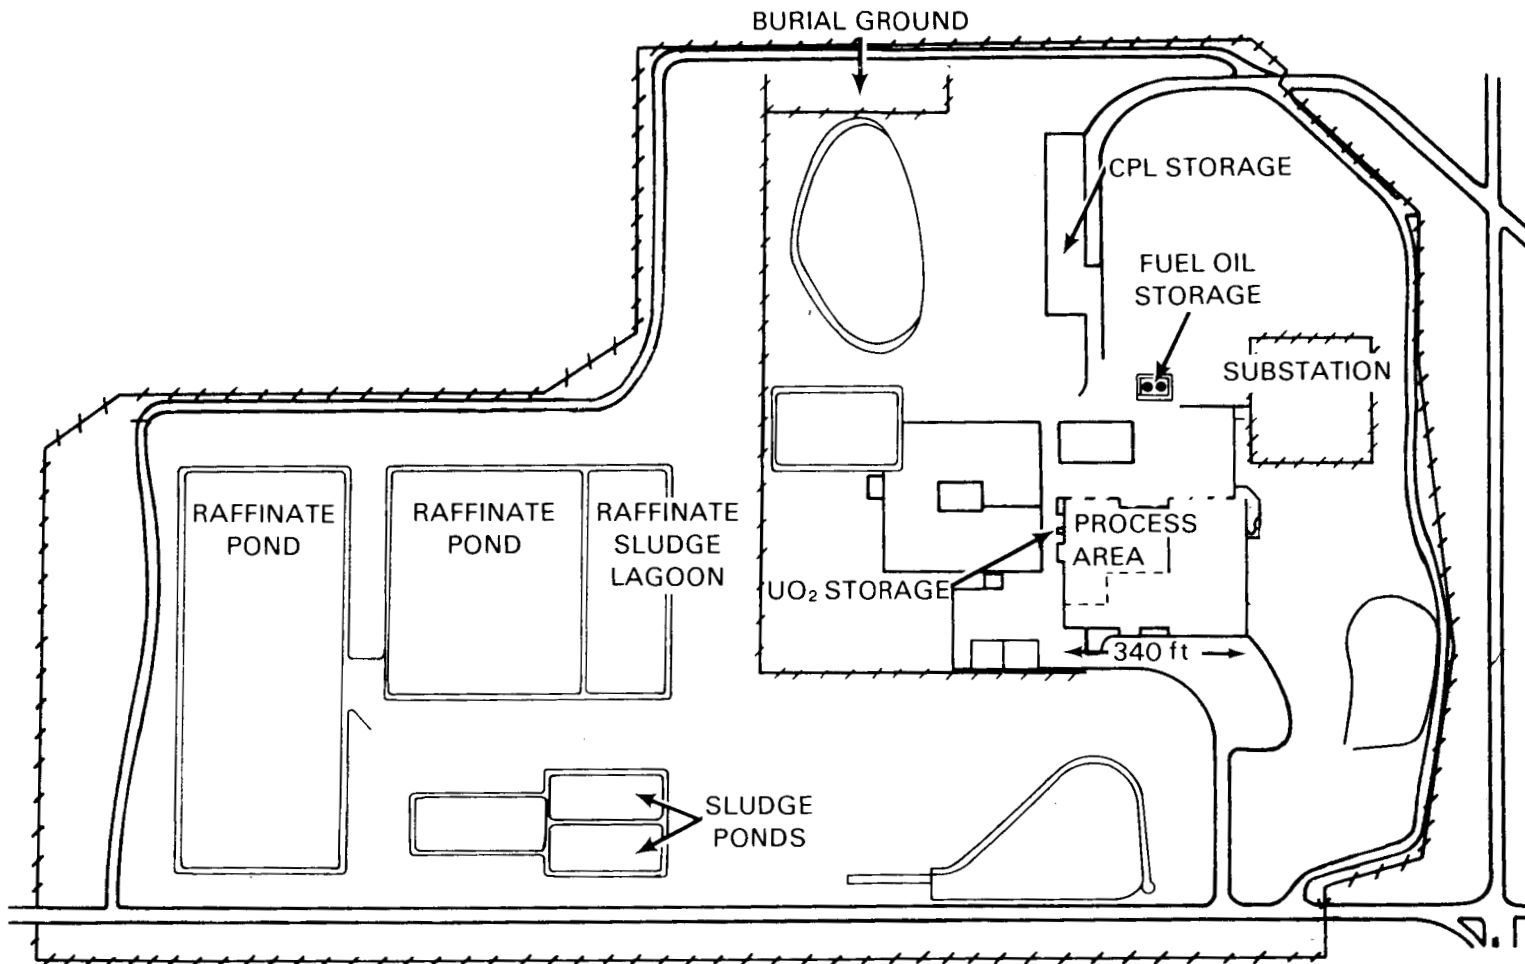 BURIAL GROUND
CPL STORAGE
FUEL OIL
STORAGE
SUBSTATION
RAFFINATE
POND
RAFFINATE
POND
RAFFINATE
SLUDGE
LAGOON
PROCESS
AREA
UO₂ STORAGE
340 ft
SLUDGE
PONDS